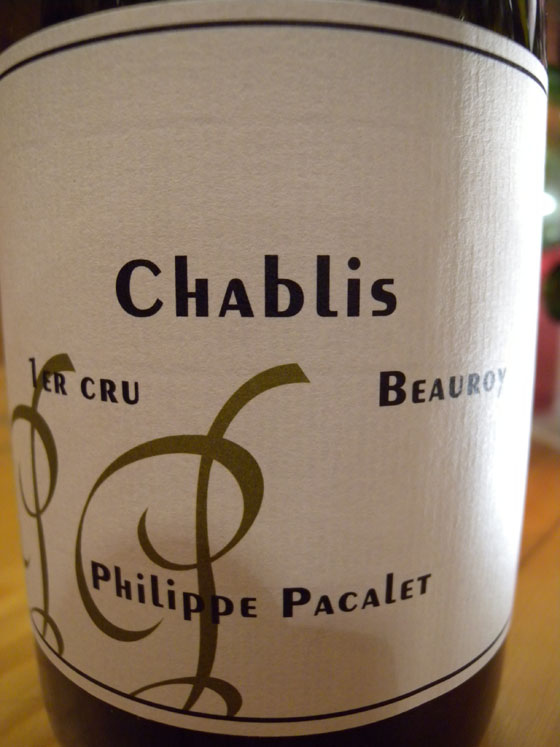 Chablis
1er cru Beauroy
Philippe Pacalet